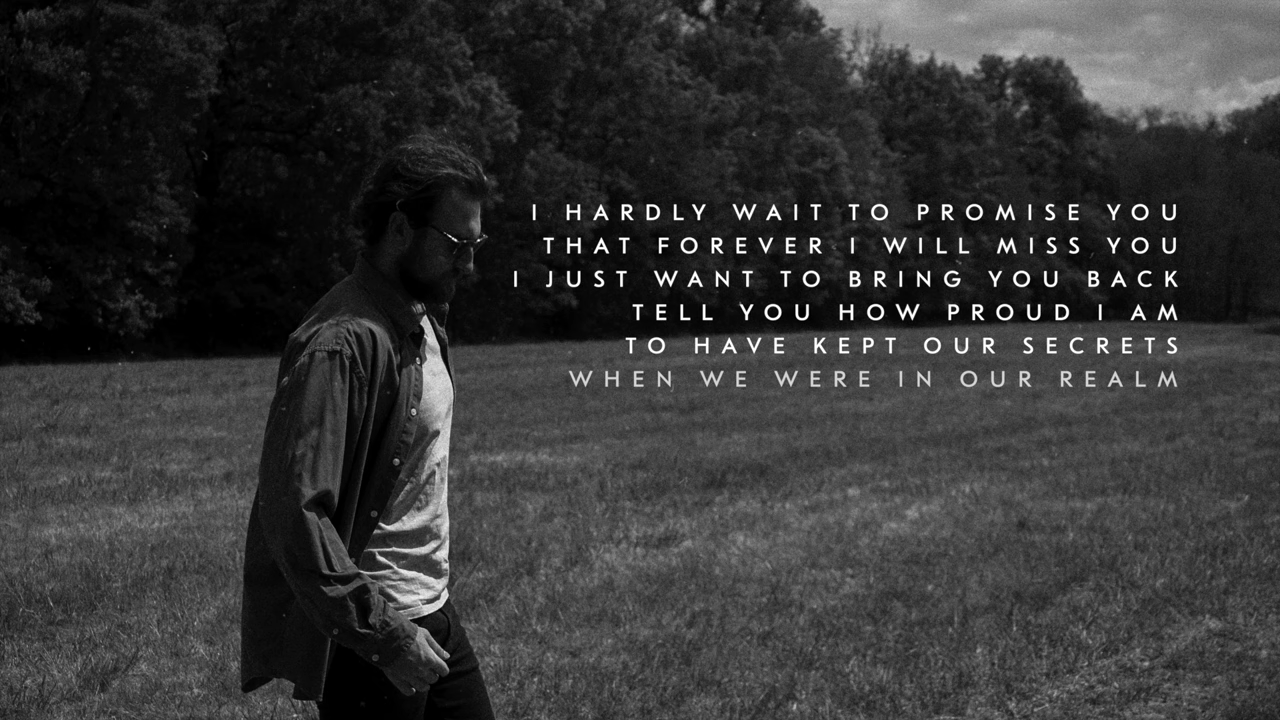 I HARDLY WAIT TO PROMISE YOU
THAT FOREVER I WILL MISS YOU
I JUST WANT TO BRING YOU BACK
TELL YOU HOW PROUD I AM
TO HAVE KEPT OUR SECRETS
WHEN WE WERE IN OUR REALM